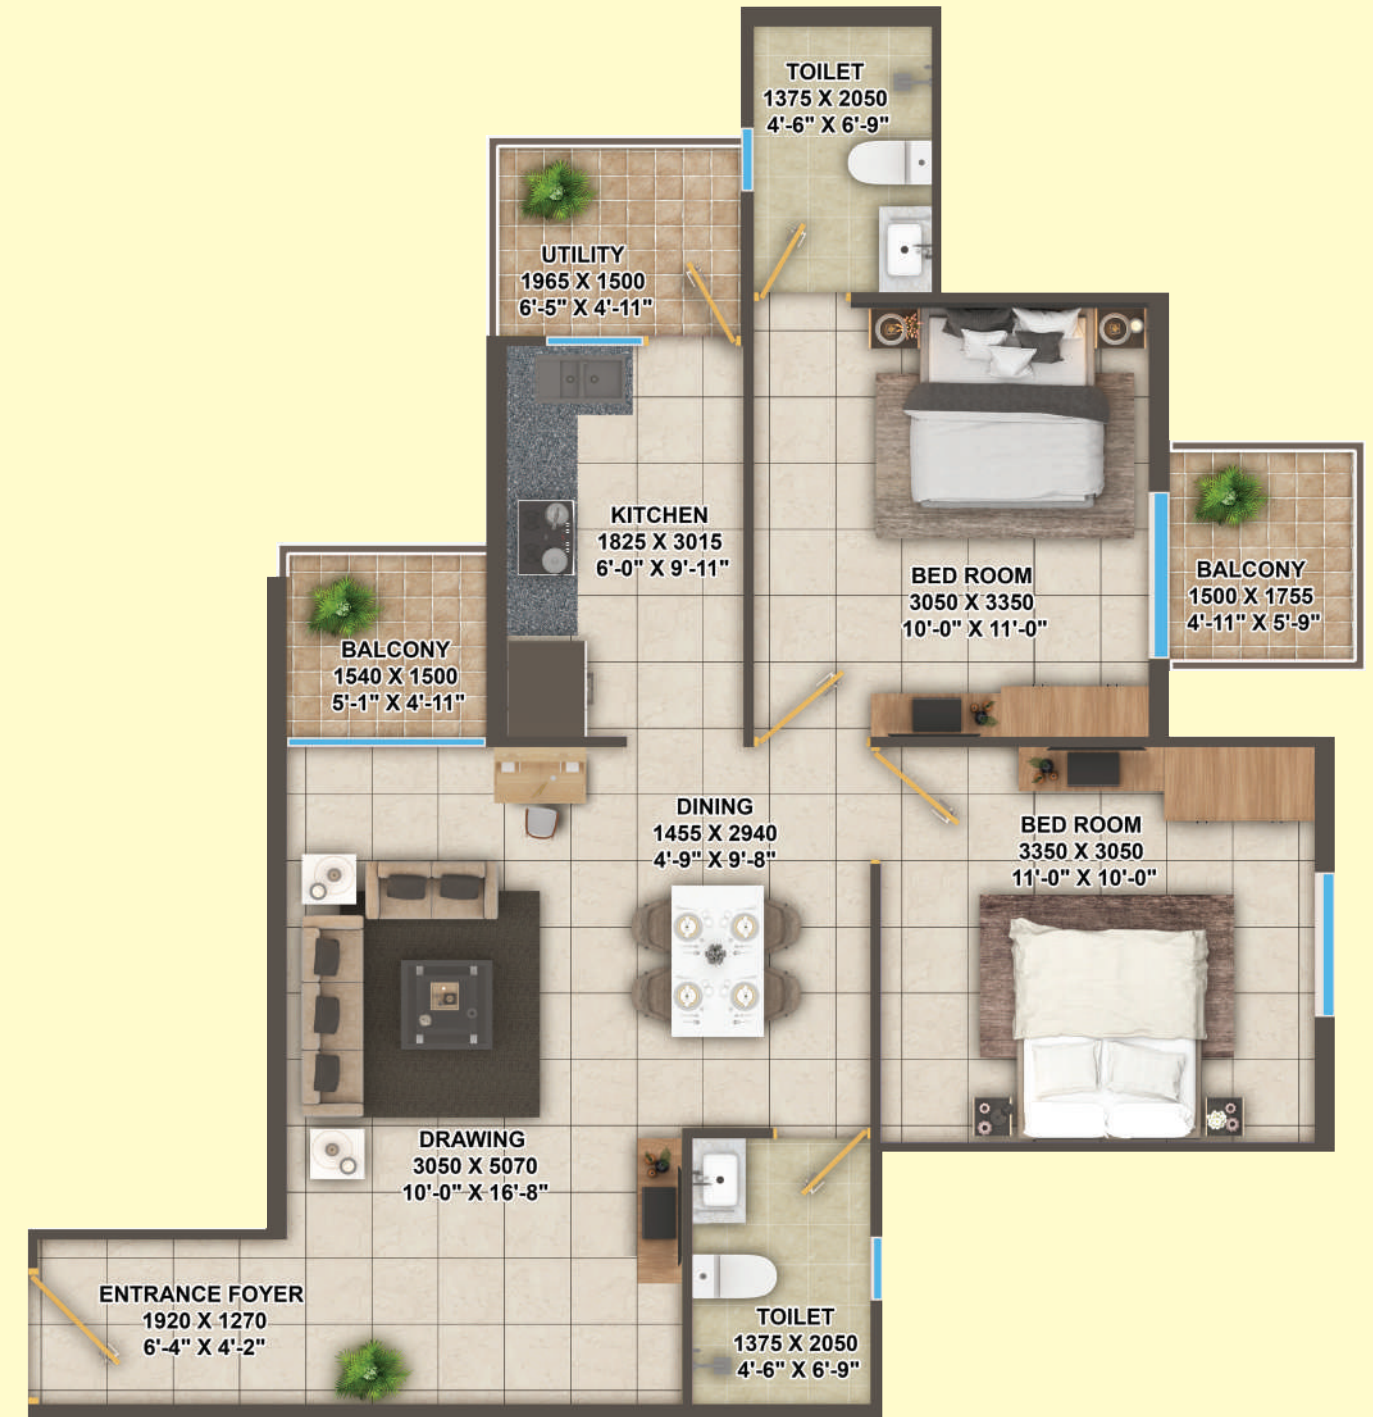 TOILET
1375 X 2050
4'-6" X 6'-9"
UTILITY
1965 X 1500
6'-5" X 4'-11"
KITCHEN
1825 X 3015
6'-0" X 9'-11"
BED ROOM
3050 X 3350
10'-0" X 11'-0"
BALCONY
1500 X 1755
4'-11" X 5'-9"
BALCONY
1540 X 1500
5'-1" X 4'-11"
DINING
1455 X 2940
4'-9" X 9'-8"
BED ROOM
3350 X 3050
11'-0" X 10'-0"
DRAWING
3050 X 5070
10'-0" X 16'-8"
ENTRANCE FOYER
1920 X 1270
6'-4" X 4'-2"
TOILET
1375 X 2050
4'-6" X 6'-9"